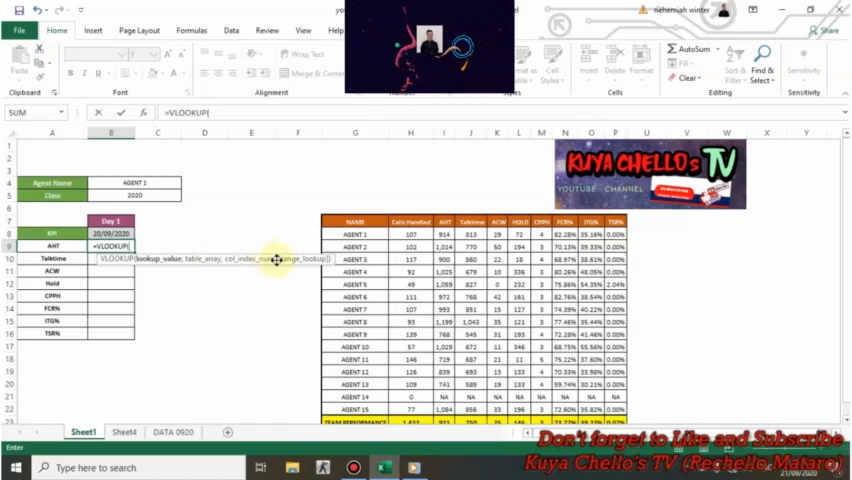 nehemiah winter
File Home Insert Draw Page Layout Formulas Data Review View Share
Wrap Text
AutoSum
Paste
Merge &
Insert Delete Format
Clear
Sort & Filter
Find & Select
Sensitivity
Clipboard Font Alignment Cells Editing Sensitivity
SUM =VLOOKUP(
A B C D E F G H I J K L M N O P U V W X Y
Agent Name AGENT 1
Class 2020
KUYA CHELLO's TV
YOUTUBE CHANNEL
SUBSCRIBE
Day 1
KPI 20/09/2020
AHT =VLOOKUP(
VLOOKUP(lookup_value, table_array, col_index_num, [range_lookup])
Talktime
ACW
Hold
CPPH
FCR%
ITG%
TSR%
NAME Calls Handled AHT Talktime ACW HOLD CPPH FCR% ITG% TSR%
AGENT 1 107 914 813 29 72 4 82.28% 35.16% 0.00%
AGENT 2 102 1,014 770 50 194 3 70.13% 39.33% 0.00%
AGENT 3 117 900 860 22 18 4 68.97% 38.61% 0.00%
AGENT 4 92 1,025 679 10 336 3 80.26% 48.05% 0.00%
AGENT 5 49 1,059 827 0 232 3 75.86% 54.35% 2.04%
AGENT 6 111 972 768 42 161 3 82.76% 38.54% 0.00%
AGENT 7 107 993 851 15 127 3 74.39% 40.22% 0.00%
AGENT 8 93 1,199 1,043 35 121 3 77.46% 35.44% 0.00%
AGENT 9 139 768 545 31 193 4 72.28% 41.46% 0.00%
AGENT 10 57 1,029 672 11 346 3 68.75% 55.56% 0.00%
AGENT 11 146 719 687 21 11 5 75.22% 37.60% 0.00%
AGENT 12 126 839 693 13 133 4 70.33% 33.98% 0.00%
AGENT 13 109 741 589 19 133 4 59.74% 30.21% 0.00%
AGENT 14 0 NA NA NA NA NA NA NA NA
AGENT 15 77 1,084 856 33 196 3 72.60% 35.82% 0.00%
TEAM PERFORMANCE
Sheet1 Sheet4 DATA 0920
Enter
Don't forget to Like and Subscribe
Kuya Chello's TV (Rechello Mataro)
Type here to search
21/09/2020